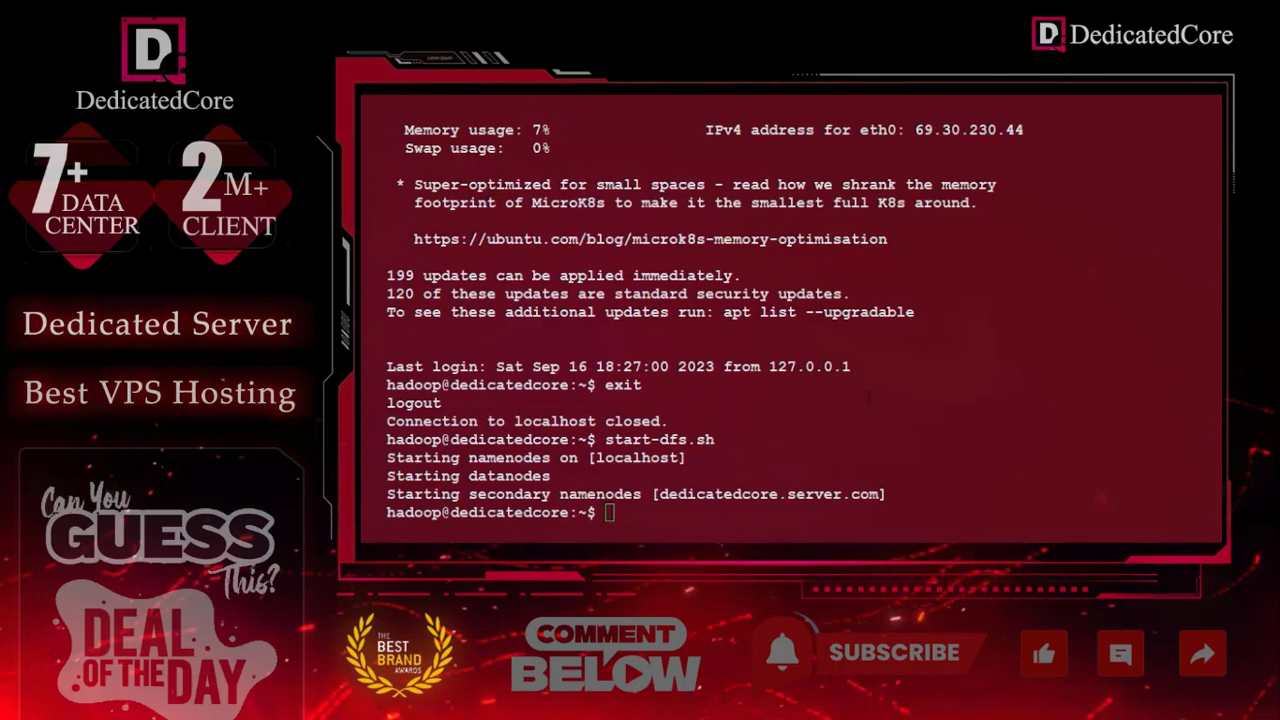 D
DedicatedCore
D DedicatedCore
7+
DATA
CENTER
2M+
CLIENT
Dedicated Server
Best VPS Hosting
Can You
GUESS
This?
DEAL
OF THE DAY
Memory usage: 7% IPv4 address for eth0: 69.30.230.44
Swap usage: 0%
* Super-optimized for small spaces - read how we shrank the memory
footprint of MicroK8s to make it the smallest full K8s around.
https://ubuntu.com/blog/microk8s-memory-optimisation
199 updates can be applied immediately.
120 of these updates are standard security updates.
To see these additional updates run: apt list --upgradable
Last login: Sat Sep 16 18:27:00 2023 from 127.0.0.1
hadoop@dedicatedcore:~$ exit
logout
Connection to localhost closed.
hadoop@dedicatedcore:~$ start-dfs.sh
Starting namenodes on [localhost]
Starting datanodes
Starting secondary namenodes [dedicatedcore.server.com]
hadoop@dedicatedcore:~$
THE
BEST
BRAND
AWARDS
COMMENT
BELOW
SUBSCRIBE